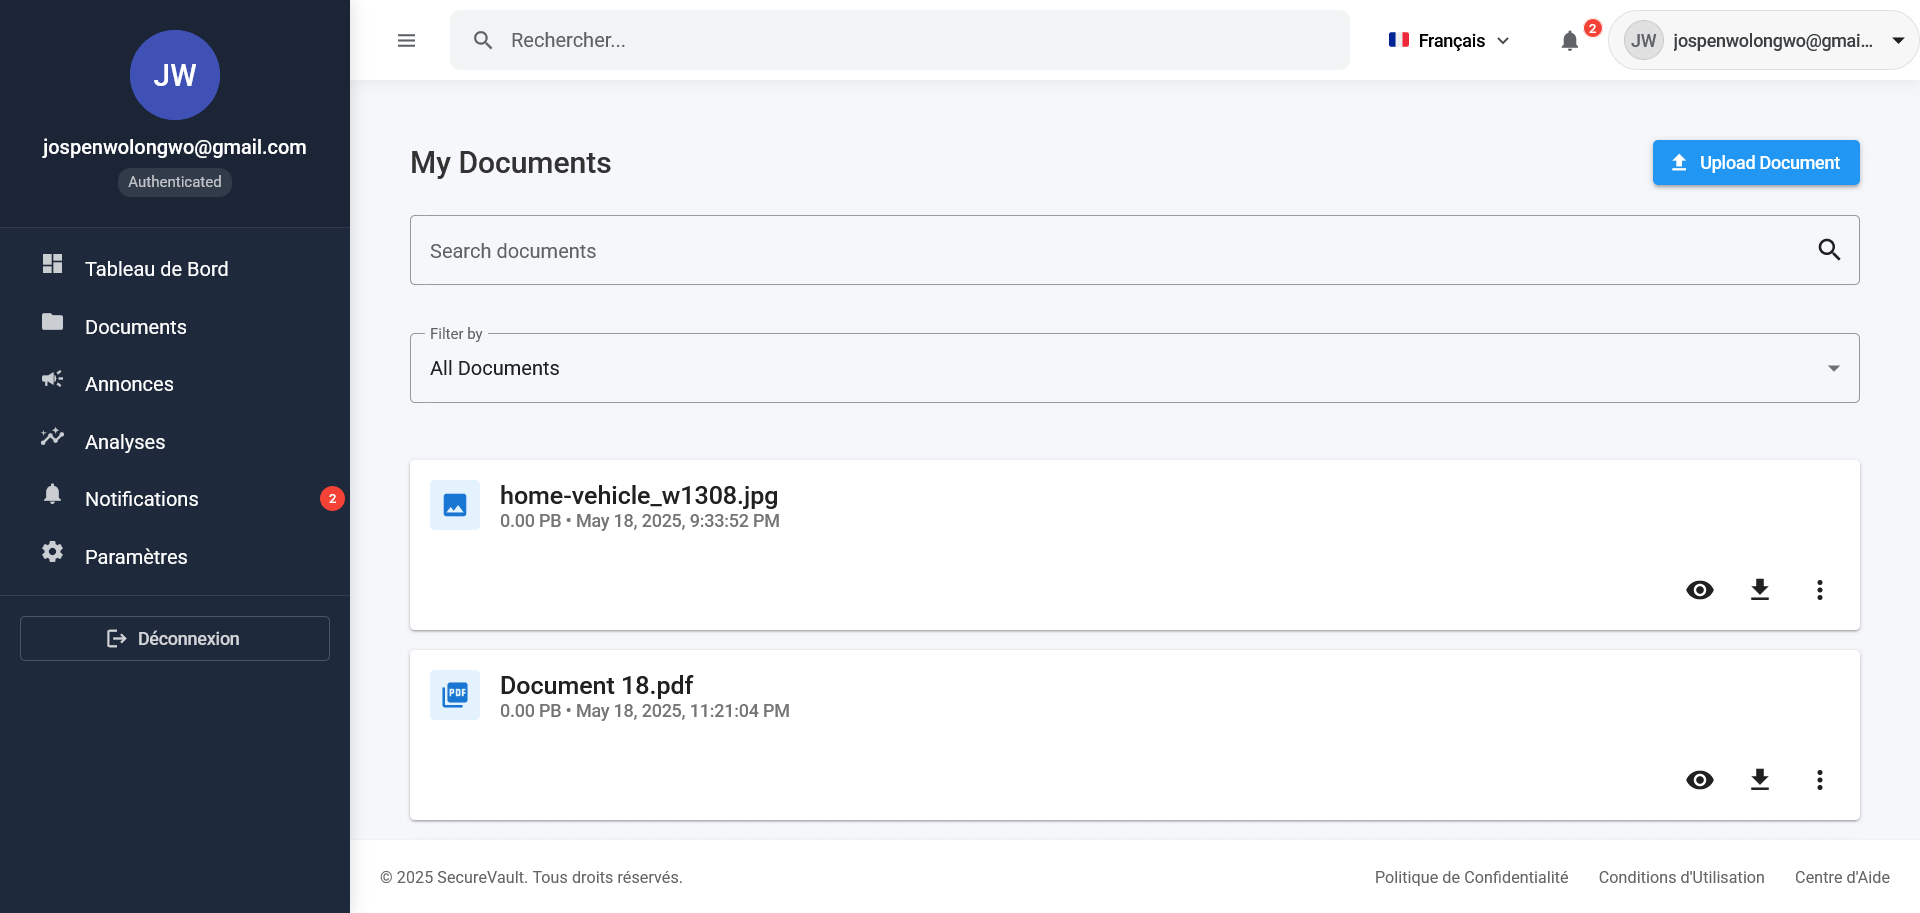 JW
jospenwolongwo@gmail.com
Authenticated
Tableau de Bord
Documents
Annonces
Analyses
Notifications 2
Paramètres
Déconnexion
Rechercher...
Français
2
JW jospenwolongwo@gmai...
My Documents
Upload Document
Search documents
Filter by
All Documents
home-vehicle_w1308.jpg
0.00 PB • May 18, 2025, 9:33:52 PM
PDF
Document 18.pdf
0.00 PB • May 18, 2025, 11:21:04 PM
© 2025 SecureVault. Tous droits réservés.
Politique de Confidentialité Conditions d'Utilisation Centre d'Aide